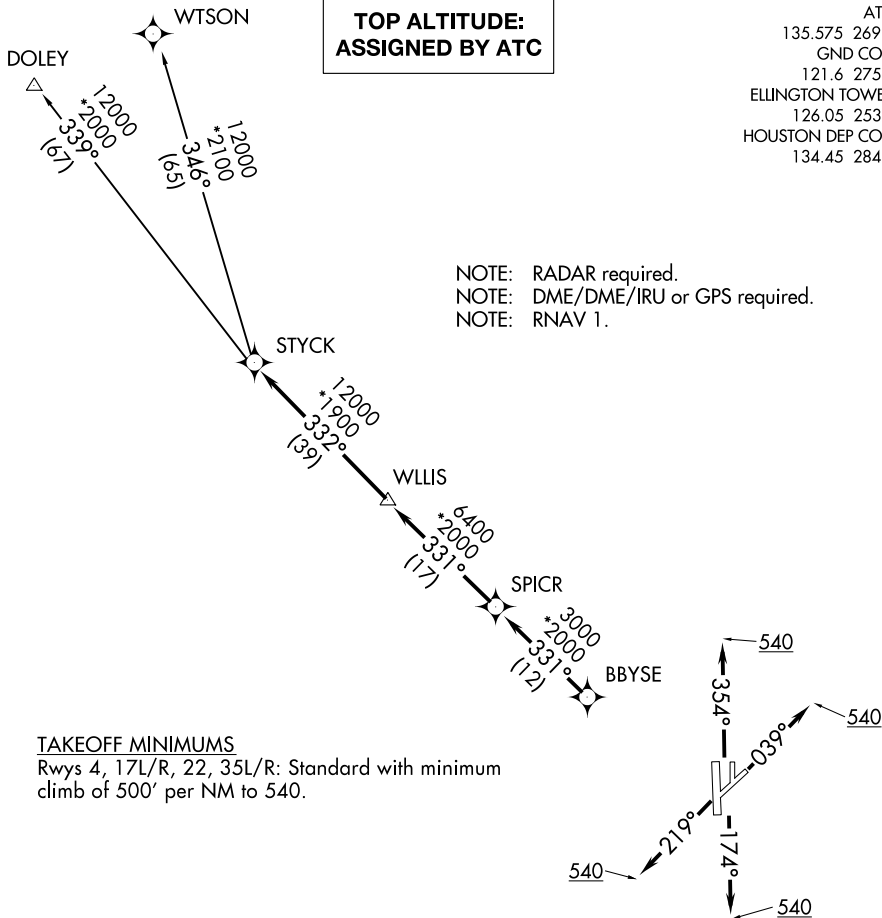 TOP ALTITUDE:
ASSIGNED BY ATC
AT
135.575 269
GND CO
121.6 275
ELLINGTON TOWE
126.05 253
HOUSTON DEP CO
134.45 284
WTSON
DOLEY
12000
*2000
339°
(67)
12000
*2100
346°
(65)
NOTE: RADAR required.
NOTE: DME/DME/IRU or GPS required.
NOTE: RNAV 1.
STYCK
12000
*1900
332°
(39)
WLLIS
6400
*2000
331°
(17)
SPICR
3000
*2000
331°
(12)
BBYSE
540
354°
540
039°
219°
174°
540
540
TAKEOFF MINIMUMS
Rwys 4, 17L/R, 22, 35L/R: Standard with minimum
climb of 500' per NM to 540.